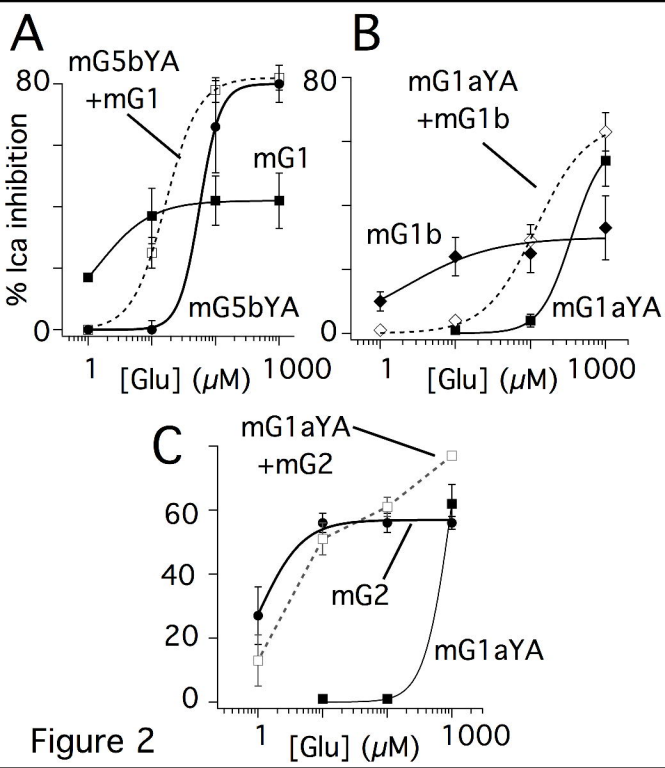 A
B
mG5bYA
+mG1
mG1aYA
+mG1b
80
80
mG1
mG1b
% Ica inhibition
mG5bYA
mG1aYA
0
0
1
1000
1
1000
[Glu] (µM)
[Glu] (µM)
C
mG1aYA
+mG2
60
40
20
0
mG2
mG1aYA
1
1000
[Glu] (µM)
Figure 2